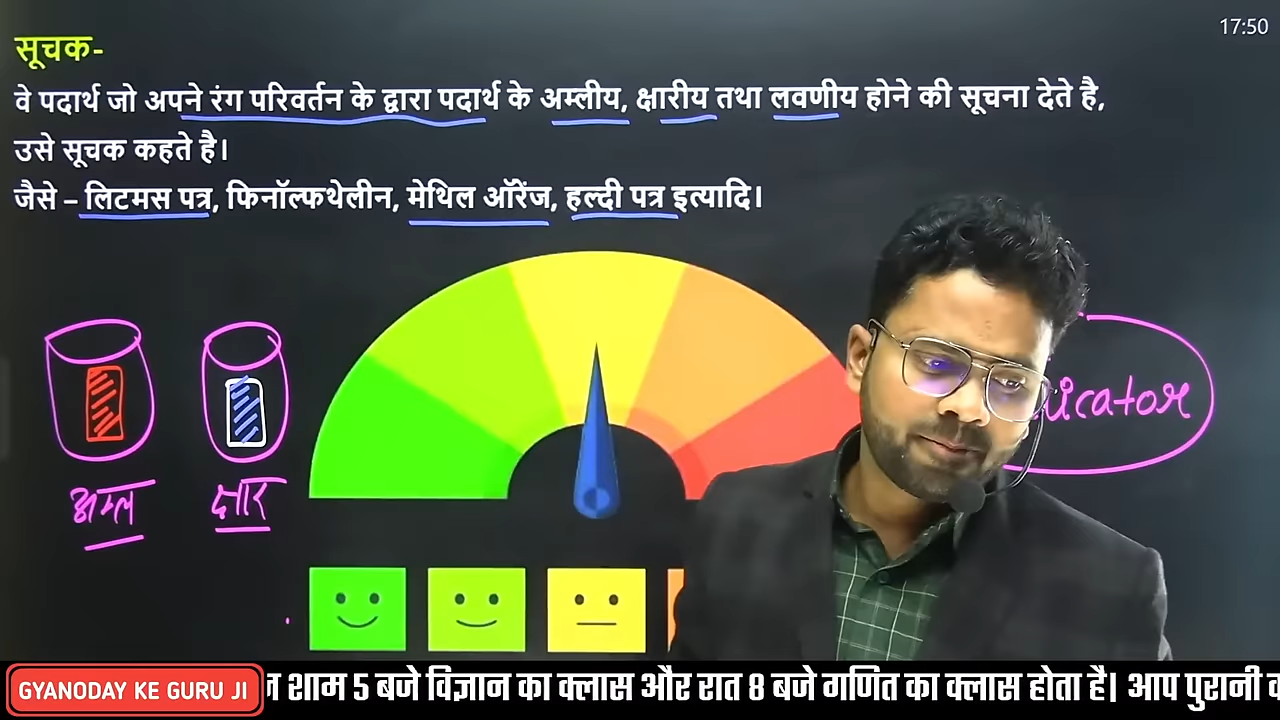 17:50
सूचक-
वे पदार्थ जो अपने रंग परिवर्तन के द्वारा पदार्थ के अम्लीय, क्षारीय तथा लवणीय होने की सूचना देते है,
उसे सूचक कहते है।
जैसे – लिटमस पत्र, फिनॉल्फथेलीन, मेथिल ऑरेंज, हल्दी पत्र इत्यादि।
icator
अम्ल क्षार
GYANODAY KE GURU JI शाम 5 बजे विज्ञान का क्लास और रात 8 बजे गणित का क्लास होता है। आप पुरानी